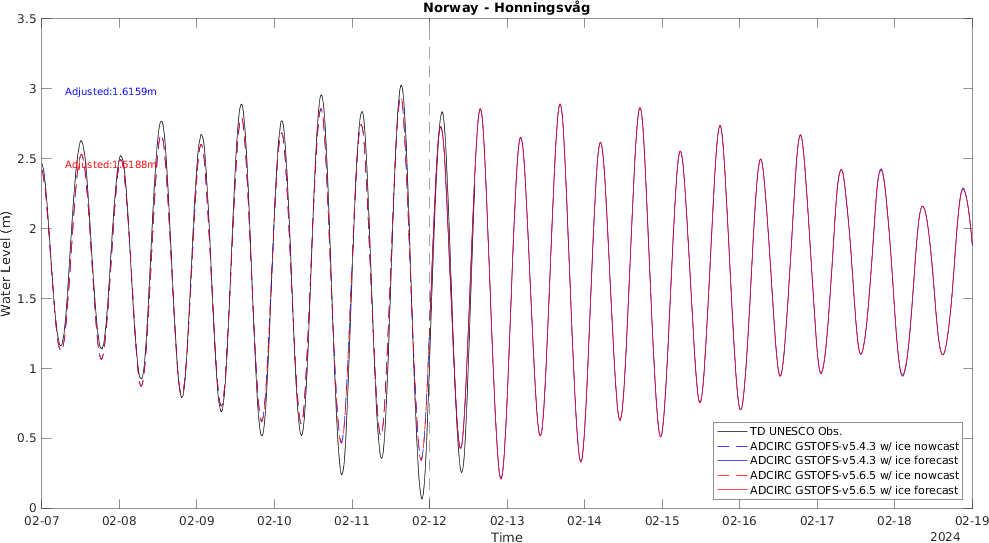 Norway - Honningsvåg
3.5
3
2.5
2
1.5
1
0.5
0
Water Level (m)
Adjusted:1.6159m
Adjusted:1.6188m
TD UNESCO Obs.
ADCIRC GSTOFS-v5.4.3 w/ ice nowcast
ADCIRC GSTOFS-v5.4.3 w/ ice forecast
ADCIRC GSTOFS-v5.6.5 w/ ice nowcast
ADCIRC GSTOFS-v5.6.5 w/ ice forecast
02-07 02-08 02-09 02-10 02-11 02-12 02-13 02-14 02-15 02-16 02-17 02-18 02-19
Time
2024